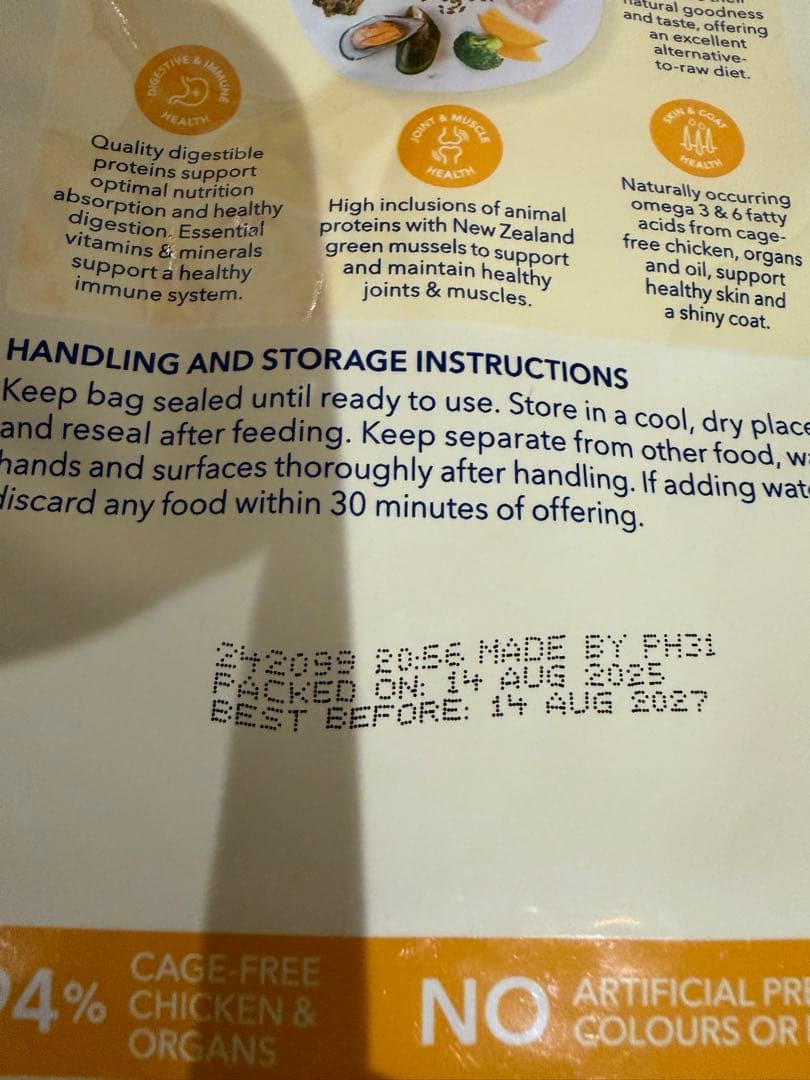 natural goodness
and taste, offering
an excellent
alternative-
to-raw diet.
DIGESTIVE & IMMUNE
HEALTH
Quality digestible
proteins support
optimal nutrition
absorption and healthy
digestion. Essential
vitamins & minerals
support a healthy
immune system.
JOINT & MUSCLE
HEALTH
High inclusions of animal
proteins with New Zealand
green mussels to support
and maintain healthy
joints & muscles.
SKIN & COAT
HEALTH
Naturally occurring
omega 3 & 6 fatty
acids from cage-
free chicken, organs
and oil, support
healthy skin and
a shiny coat.
HANDLING AND STORAGE INSTRUCTIONS
Keep bag sealed until ready to use. Store in a cool, dry place
and reseal after feeding. Keep separate from other food,
hands and surfaces thoroughly after handling. If adding
discard any food within 30 minutes of offering.
242099 20:56 MADE BY PH31
PACKED ON: 14 AUG 2025
BEST BEFORE: 14 AUG 2027
94% CAGE-FREE
CHICKEN &
ORGANS
NO ARTIFICIAL
COLOURS OR